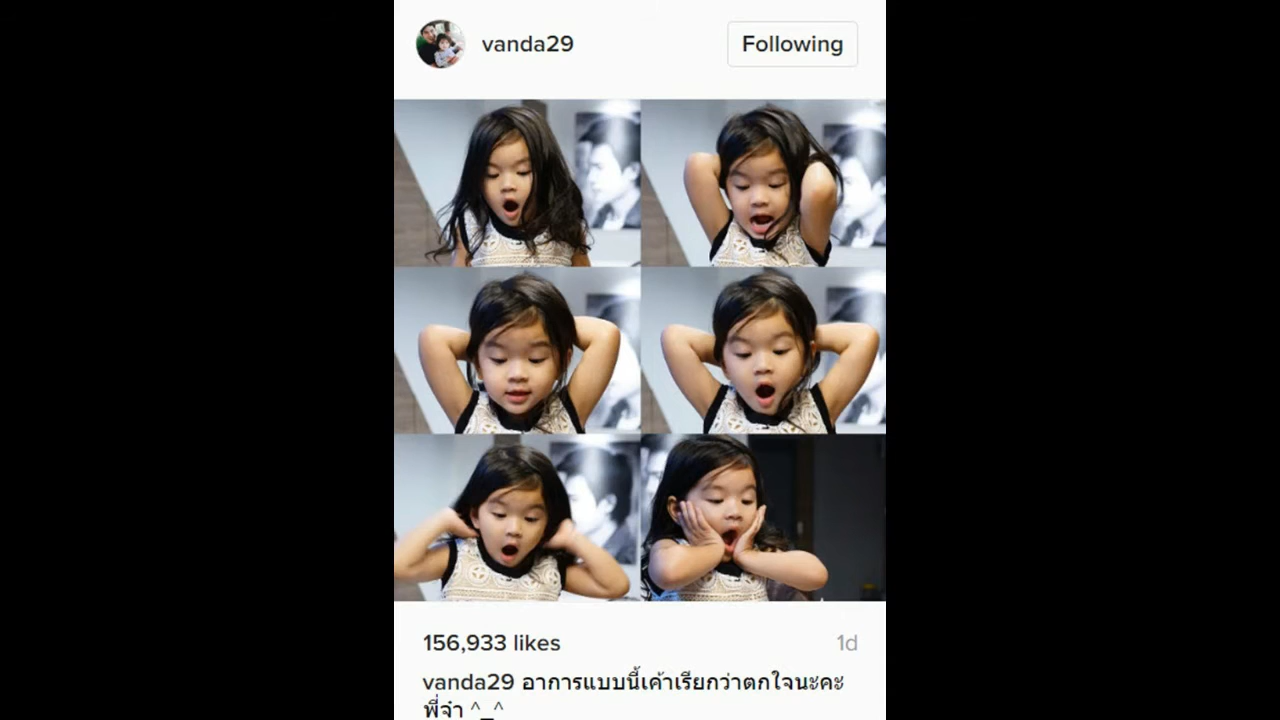 vanda29
Following
156,933 likes
1d
vanda29 อาการแบบนี้เค้าเรียกว่าตกใจนะคะ
พี่จ๋า ^_^